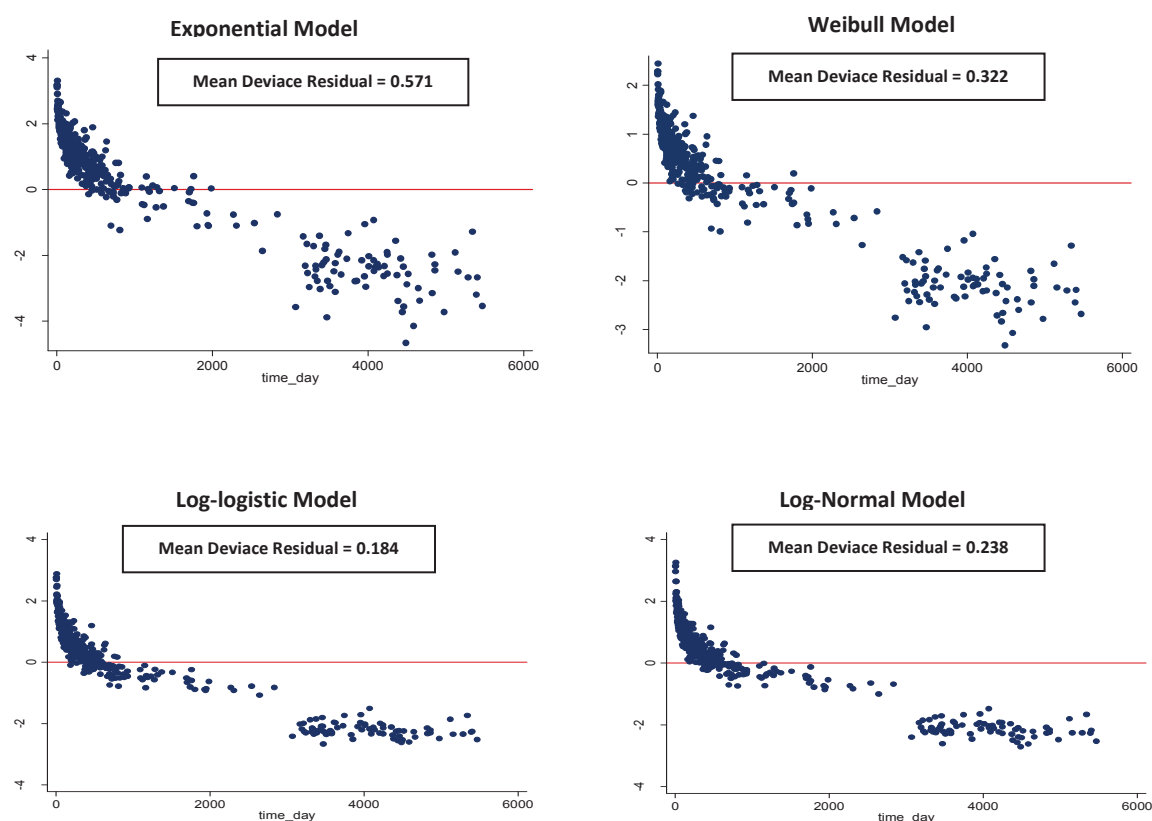 Exponential Model
Mean Deviace Residual = 0.571
4
2
0
-2
-4
0 2000 4000 6000
time_day
Weibull Model
Mean Deviace Residual = 0.322
2
1
0
-1
-2
-3
0 2000 4000 6000
time_day
Log-logistic Model
Mean Deviace Residual = 0.184
4
2
0
-2
-4
0 2000 4000 6000
time_day
Log-Normal Model
Mean Deviace Residual = 0.238
4
2
0
-2
-4
0 2000 4000 6000
time_day